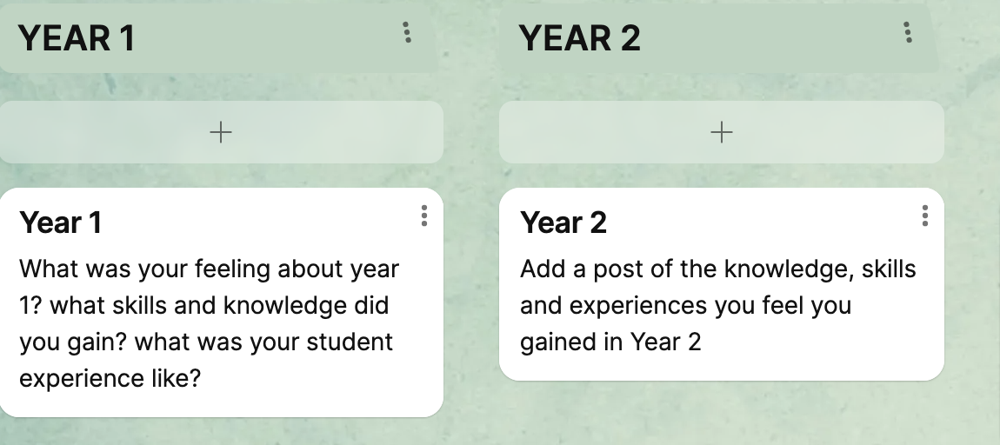 YEAR 1
YEAR 2
Year 1
What was your feeling about year
1? what skills and knowledge did
you gain? what was your student
experience like?
Year 2
Add a post of the knowledge, skills
and experiences you feel you
gained in Year 2